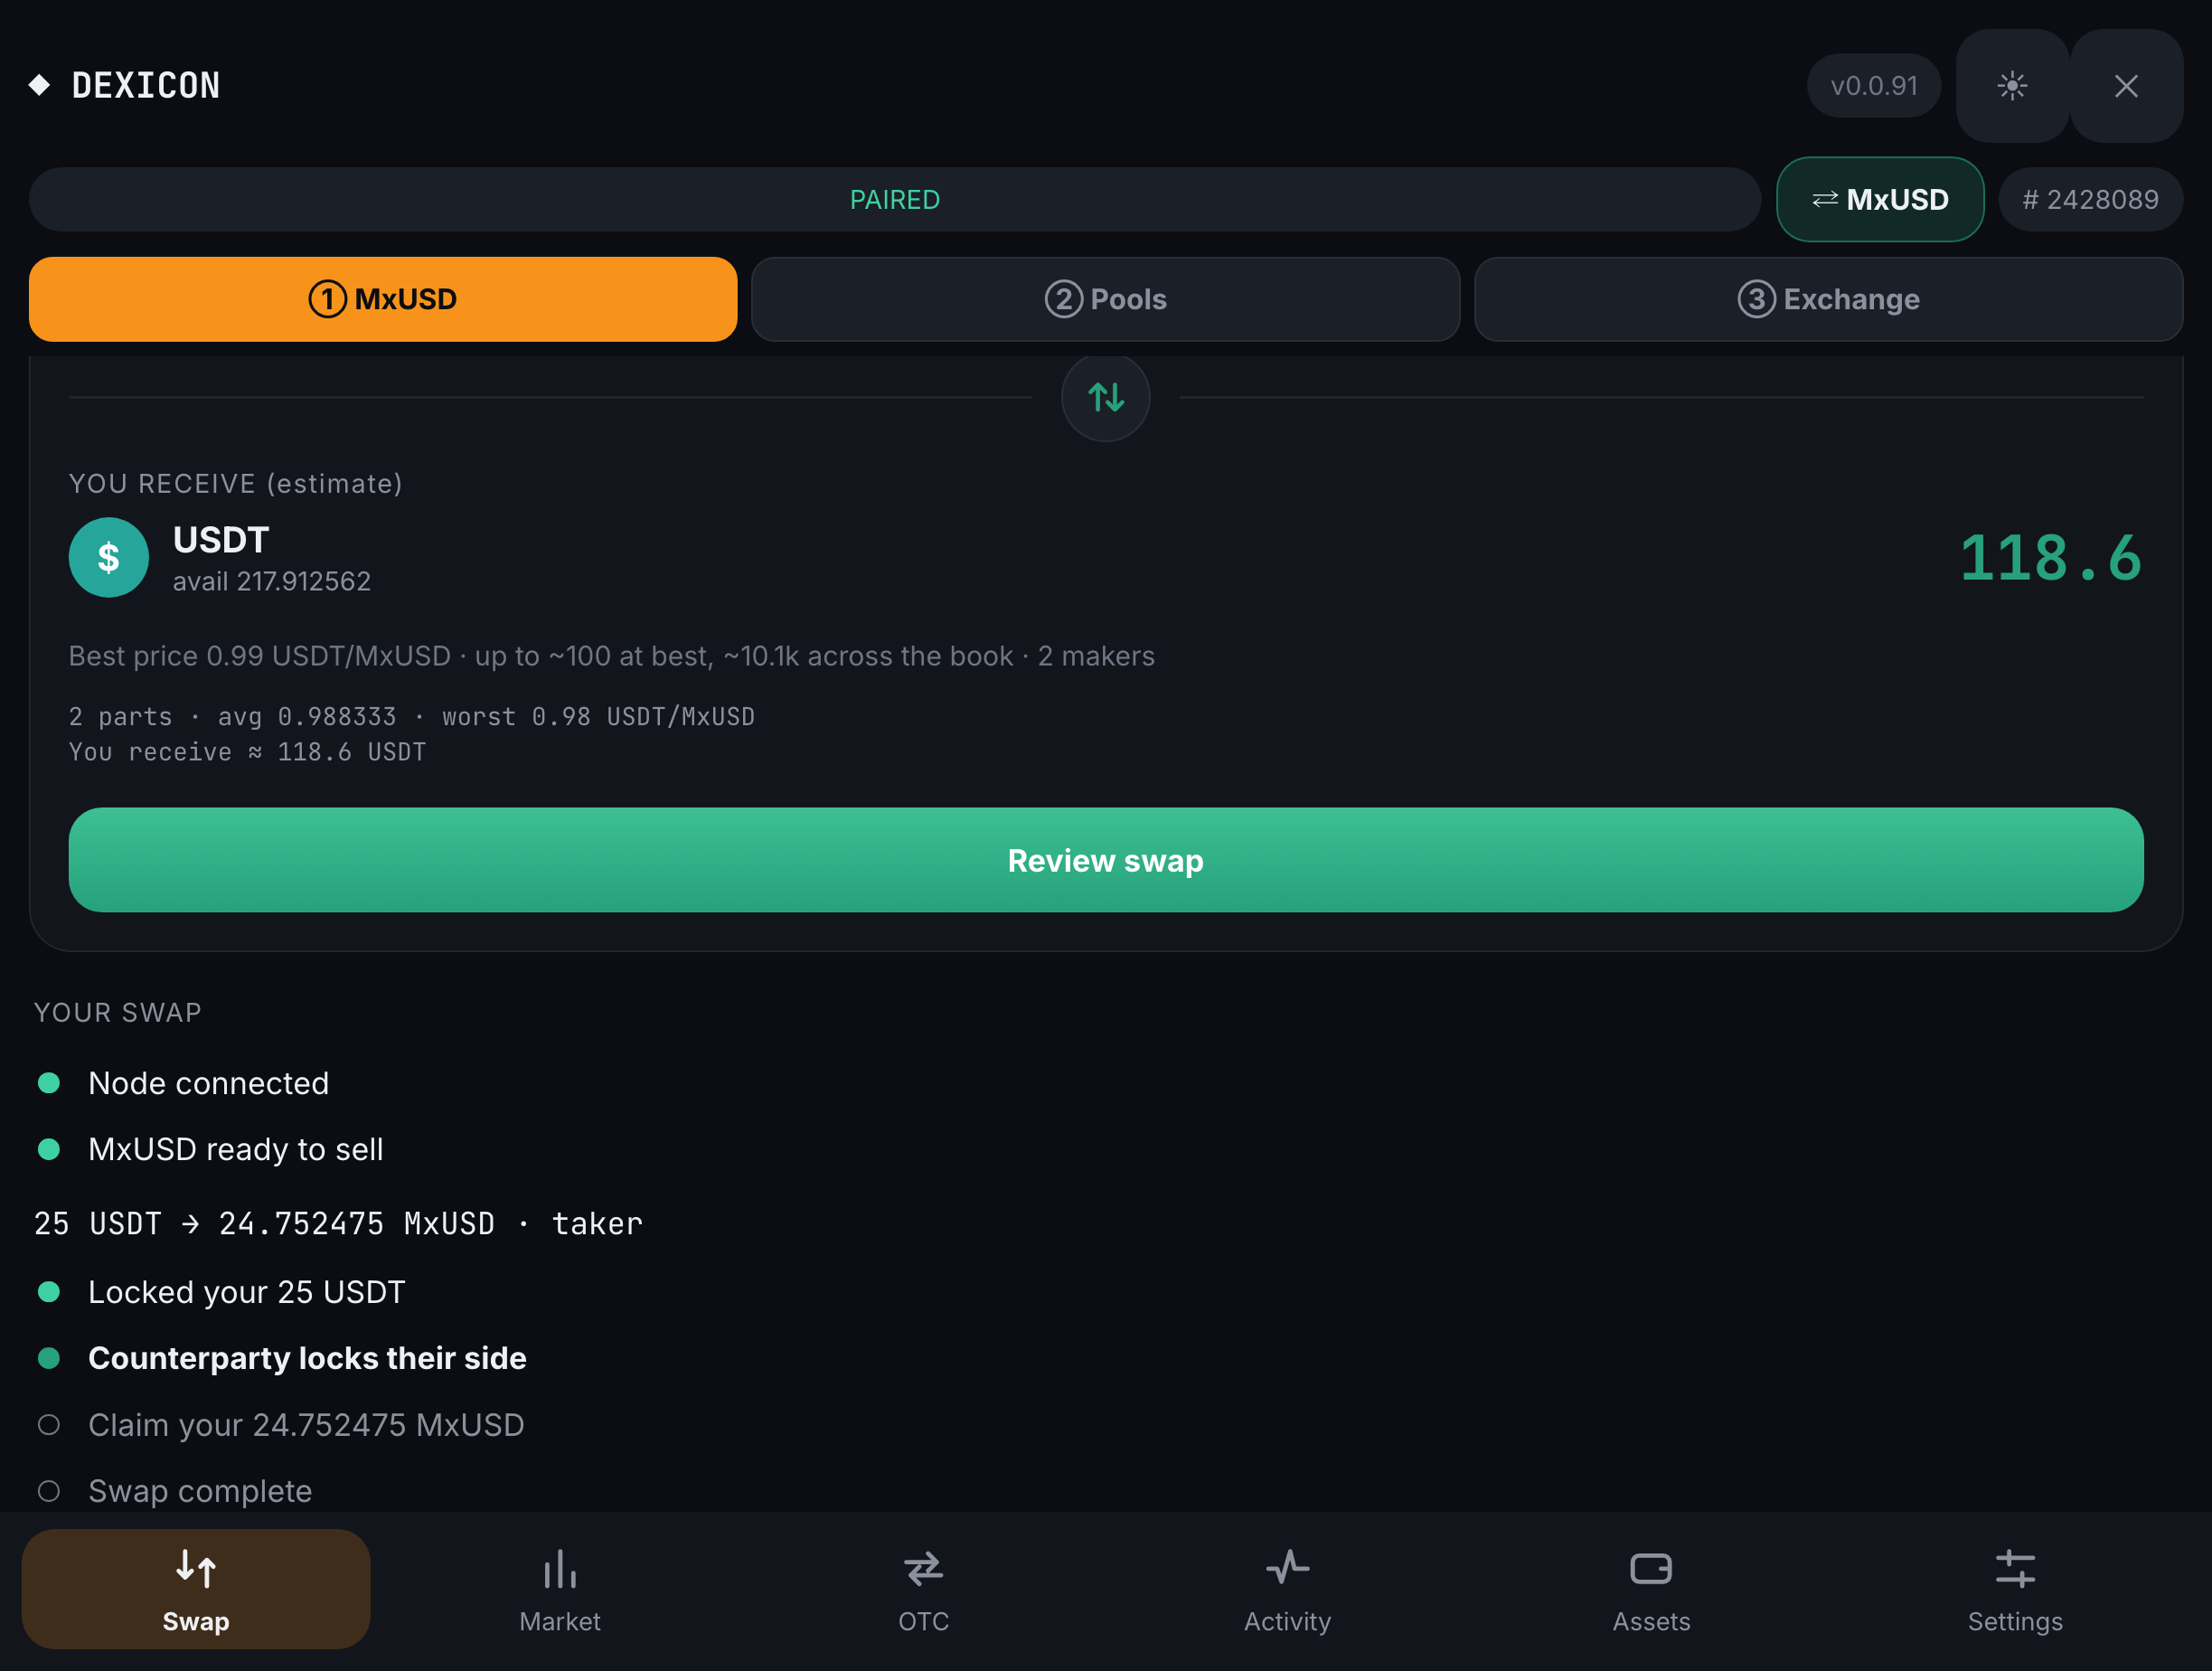 ◆ DEXICON
v0.0.91
PAIRED
⇄ MxUSD
# 2428089
① MxUSD
② Pools
③ Exchange
YOU RECEIVE (estimate)
$
USDT
avail 217.912562
118.6
Best price 0.99 USDT/MxUSD · up to ~100 at best, ~10.1k across the book · 2 makers
2 parts · avg 0.988333 · worst 0.98 USDT/MxUSD
You receive ≈ 118.6 USDT
Review swap
YOUR SWAP
Node connected
MxUSD ready to sell
25 USDT → 24.752475 MxUSD · taker
Locked your 25 USDT
Counterparty locks their side
Claim your 24.752475 MxUSD
Swap complete
Swap
Market
OTC
Activity
Assets
Settings